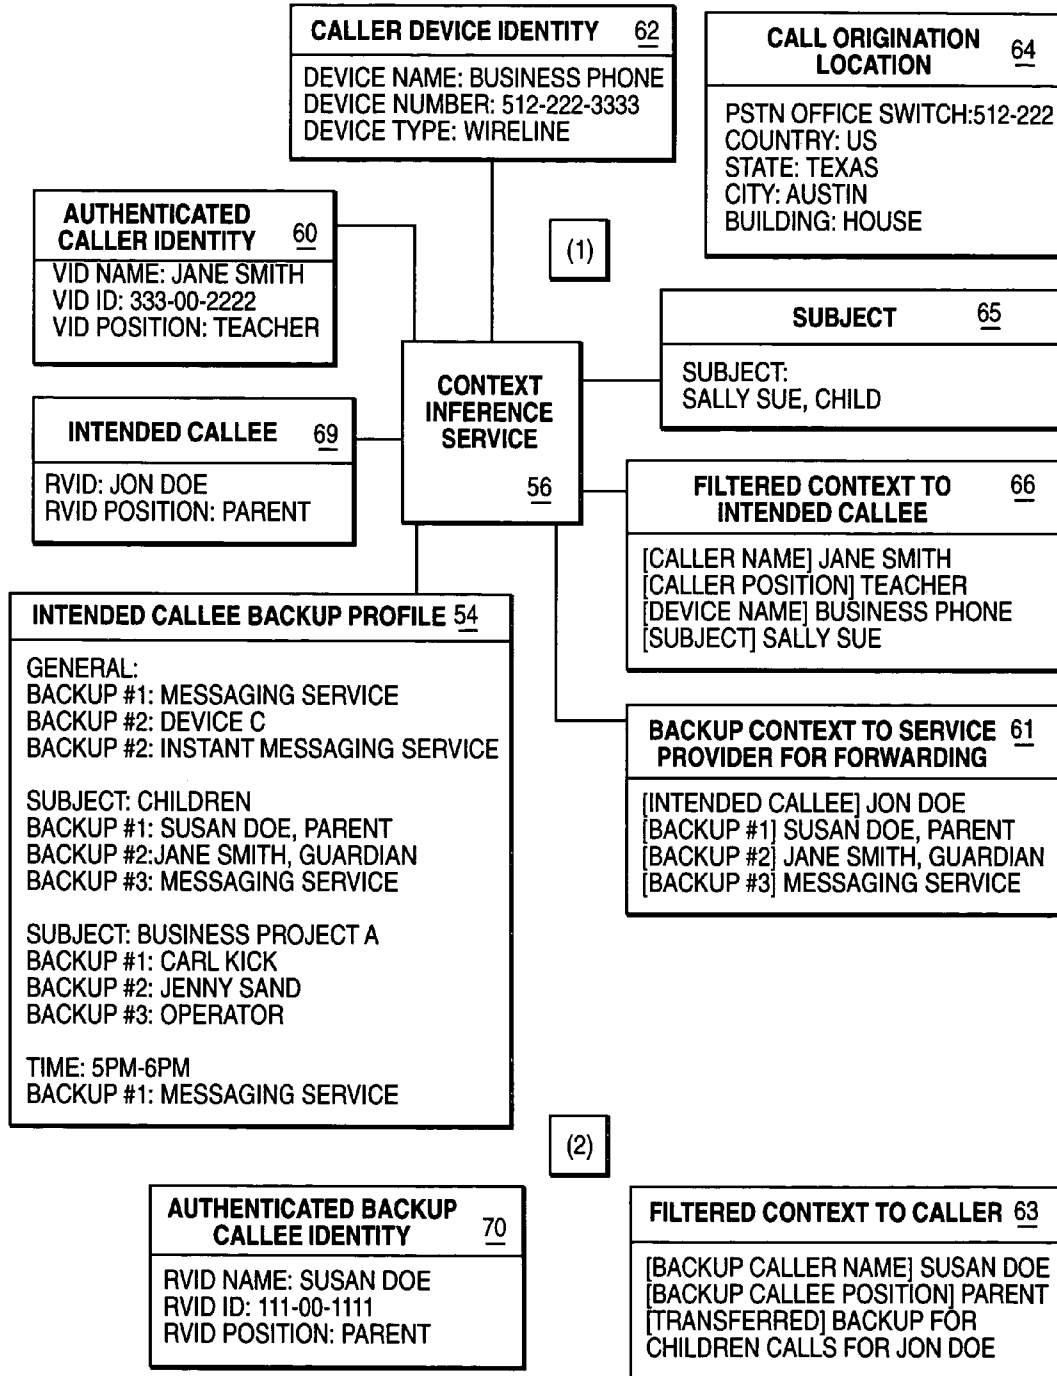 CALLER DEVICE IDENTITY 62
DEVICE NAME: BUSINESS PHONE
DEVICE NUMBER: 512-222-3333
DEVICE TYPE: WIRELINE
CALL ORIGINATION
LOCATION 64
PSTN OFFICE SWITCH:512-222
COUNTRY: US
STATE: TEXAS
CITY: AUSTIN
BUILDING: HOUSE
AUTHENTICATED
CALLER IDENTITY 60
VID NAME: JANE SMITH
VID ID: 333-00-2222
VID POSITION: TEACHER
(1)
SUBJECT 65
SUBJECT:
SALLY SUE, CHILD
CONTEXT
INFERENCE
SERVICE
56
INTENDED CALLEE 69
RVID: JON DOE
RVID POSITION: PARENT
FILTERED CONTEXT TO 66
INTENDED CALLEE
[CALLER NAME] JANE SMITH
[CALLER POSITION] TEACHER
[DEVICE NAME] BUSINESS PHONE
[SUBJECT] SALLY SUE
INTENDED CALLEE BACKUP PROFILE 54
GENERAL:
BACKUP #1: MESSAGING SERVICE
BACKUP #2: DEVICE C
BACKUP #2: INSTANT MESSAGING SERVICE
SUBJECT: CHILDREN
BACKUP #1: SUSAN DOE, PARENT
BACKUP #2:JANE SMITH, GUARDIAN
BACKUP #3: MESSAGING SERVICE
SUBJECT: BUSINESS PROJECT A
BACKUP #1: CARL KICK
BACKUP #2: JENNY SAND
BACKUP #3: OPERATOR
TIME: 5PM-6PM
BACKUP #1: MESSAGING SERVICE
BACKUP CONTEXT TO SERVICE 61
PROVIDER FOR FORWARDING
[INTENDED CALLEE] JON DOE
[BACKUP #1] SUSAN DOE, PARENT
[BACKUP #2] JANE SMITH, GUARDIAN
[BACKUP #3] MESSAGING SERVICE
(2)
AUTHENTICATED BACKUP
CALLEE IDENTITY 70
RVID NAME: SUSAN DOE
RVID ID: 111-00-1111
RVID POSITION: PARENT
FILTERED CONTEXT TO CALLER 63
[BACKUP CALLER NAME] SUSAN DOE
[BACKUP CALLEE POSITION] PARENT
[TRANSFERRED] BACKUP FOR
CHILDREN CALLS FOR JON DOE